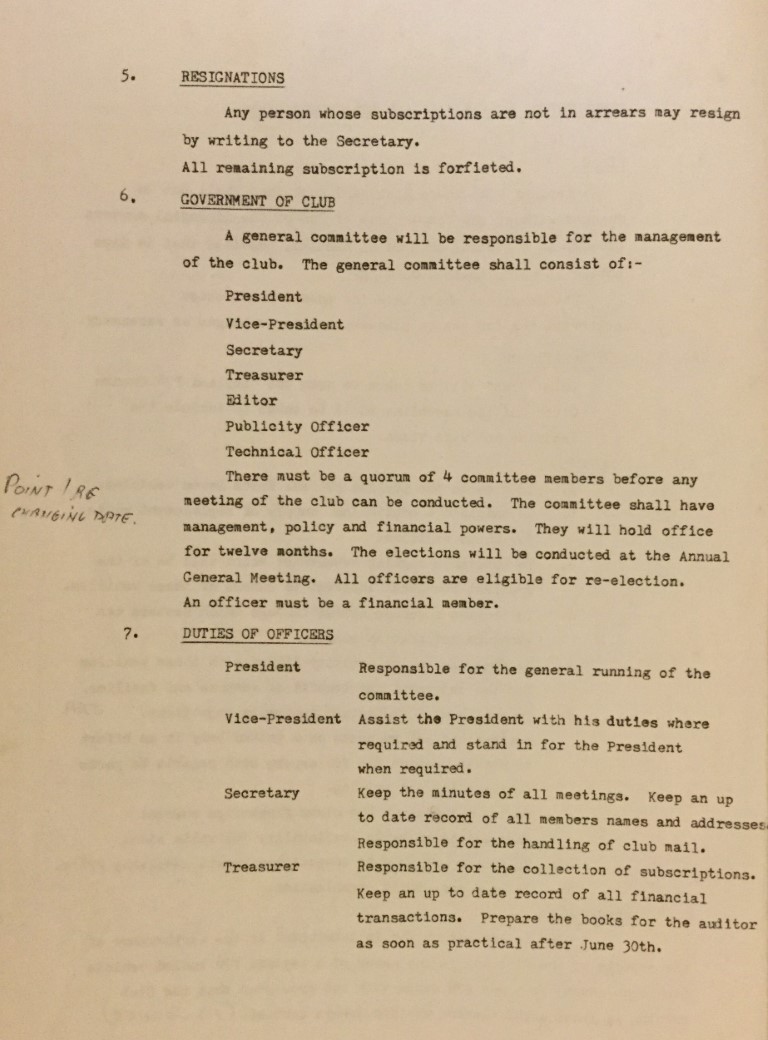 5. RESIGNATIONS
Any person whose subscriptions are not in arrears may resign
by writing to the Secretary.
All remaining subscription is forfieted.
6. GOVERNMENT OF CLUB
A general committee will be responsible for the management
of the club. The general committee shall consist of:-
President
Vice-President
Secretary
Treasurer
Editor
Publicity Officer
Technical Officer
There must be a quorum of 4 committee members before any
meeting of the club can be conducted. The committee shall have
management, policy and financial powers. They will hold office
for twelve months. The elections will be conducted at the Annual
General Meeting. All officers are eligible for re-election.
An officer must be a financial member.
POINT 1 RE
CHANGING DATE.
7. DUTIES OF OFFICERS
President Responsible for the general running of the
committee.
Vice-President Assist the President with his duties where
required and stand in for the President
when required.
Secretary Keep the minutes of all meetings. Keep an up
to date record of all members names and addresses.
Responsible for the handling of club mail.
Treasurer Responsible for the collection of subscriptions.
Keep an up to date record of all financial
transactions. Prepare the books for the auditor
as soon as practical after June 30th.